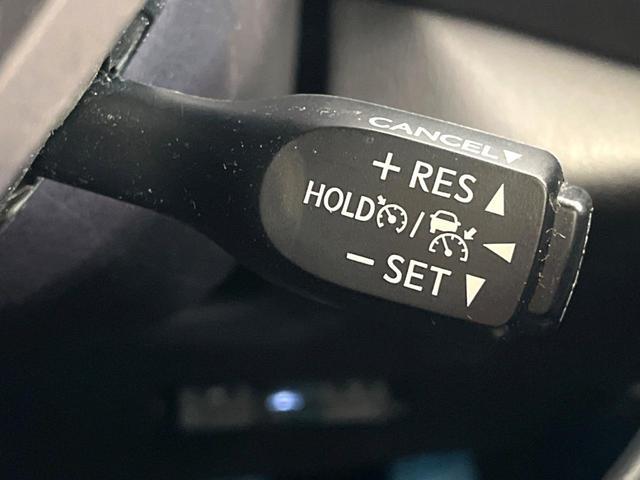 CANCEL▼
+ RES ▲
HOLD / ◀
− SET ▼